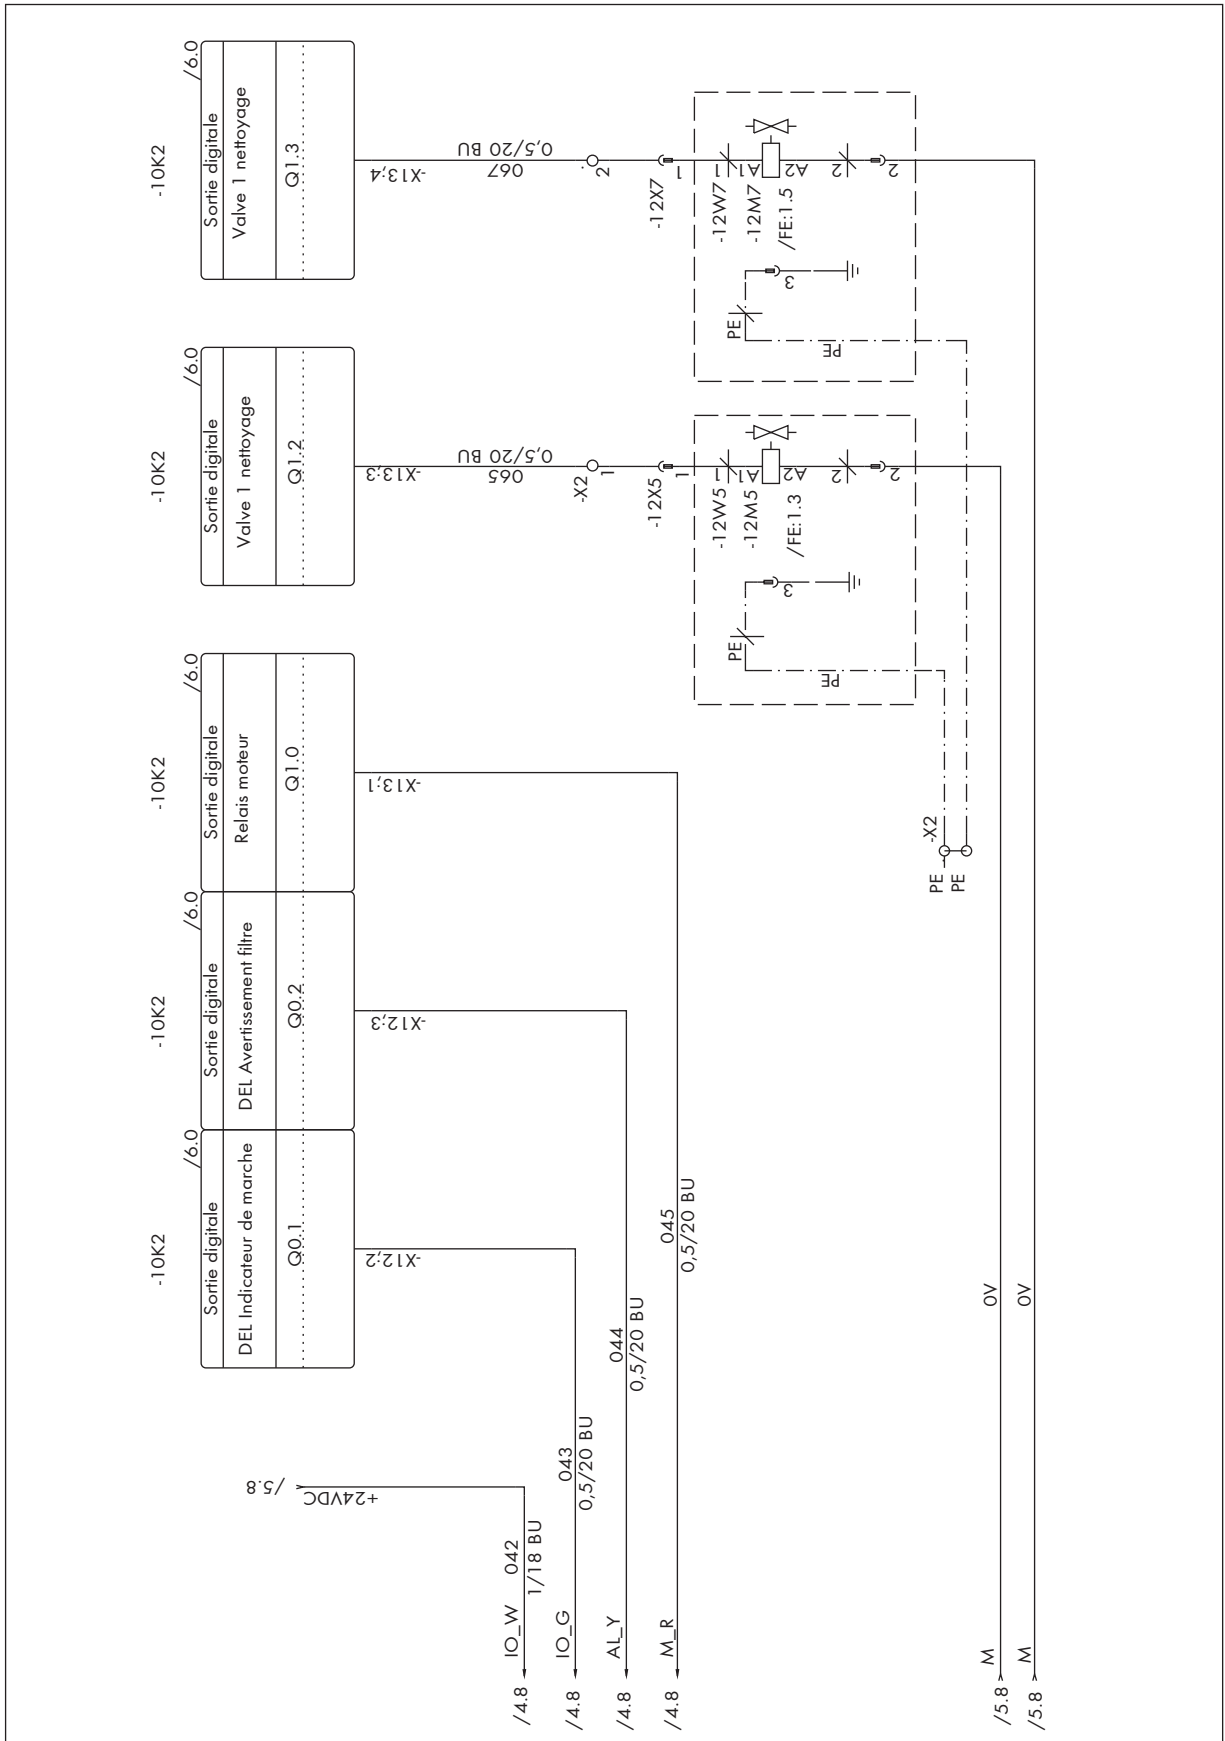 -10K2
/6.0
Sortie digitale
DEL Indicateur de marche
Q0.1
-X12;2
-10K2
/6.0
Sortie digitale
DEL Avertissement filtre
Q0.2
-X12;3
-10K2
/6.0
Sortie digitale
Relais moteur
Q1.0
-X13;1
-10K2
/6.0
Sortie digitale
Valve 1 nettoyage
Q1.2
-X13;3
-10K2
/6.0
Sortie digitale
Valve 1 nettoyage
Q1.3
-X13;4
065
0,5/20 BU
067
0,5/20 BU
/5.8
+24VDC
/4.8
IO_W
042
1/18 BU
/4.8
IO_G
043
0,5/20 BU
/4.8
AL_Y
044
0,5/20 BU
/4.8
M_R
045
0,5/20 BU
-X2
1
2
-12X5
1
-12X7
1
-12W5
1
-12M5
A1
A2
/FE:1.3
2
2
PE
3
PE
-12W7
1
-12M7
A1
A2
/FE:1.5
2
2
PE
3
PE
-X2
PE
PE
/5.8
M
0V
/5.8
M
0V